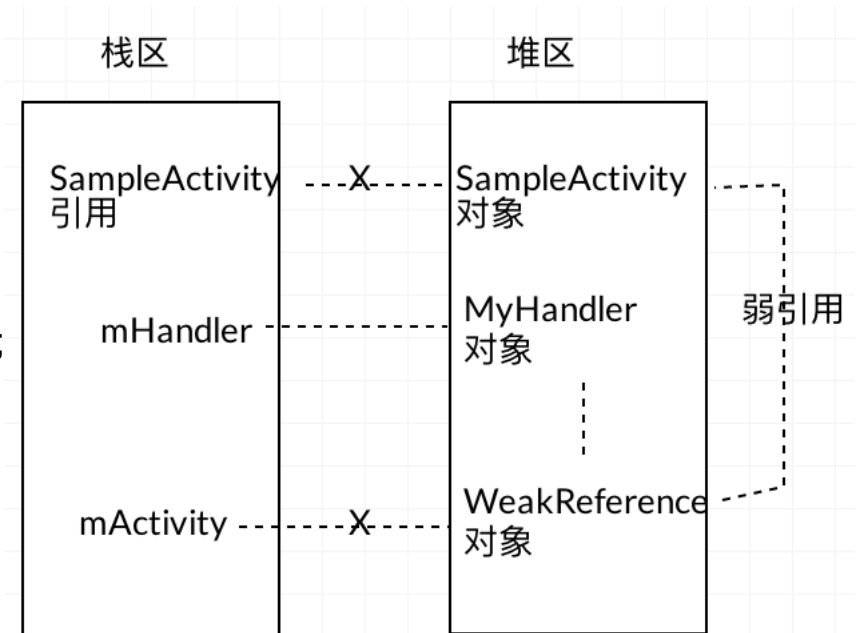 栈区
堆区
SampleActivity
引用
X
SampleActivity
对象
mHandler
MyHandler
对象
弱引用
mActivity
X
WeakReference
对象